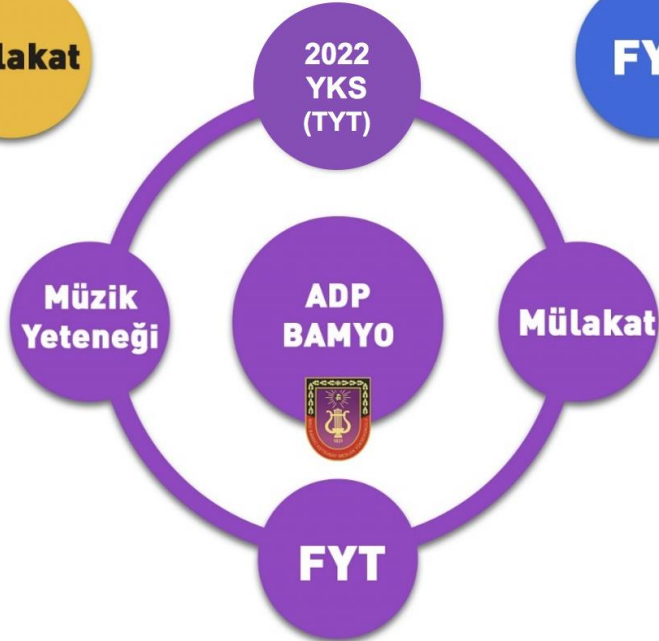 lakat
2022
YKS
(TYT)
FY
Müzik
Yeteneği
ADP
BAMYO
Mülakat
FYT